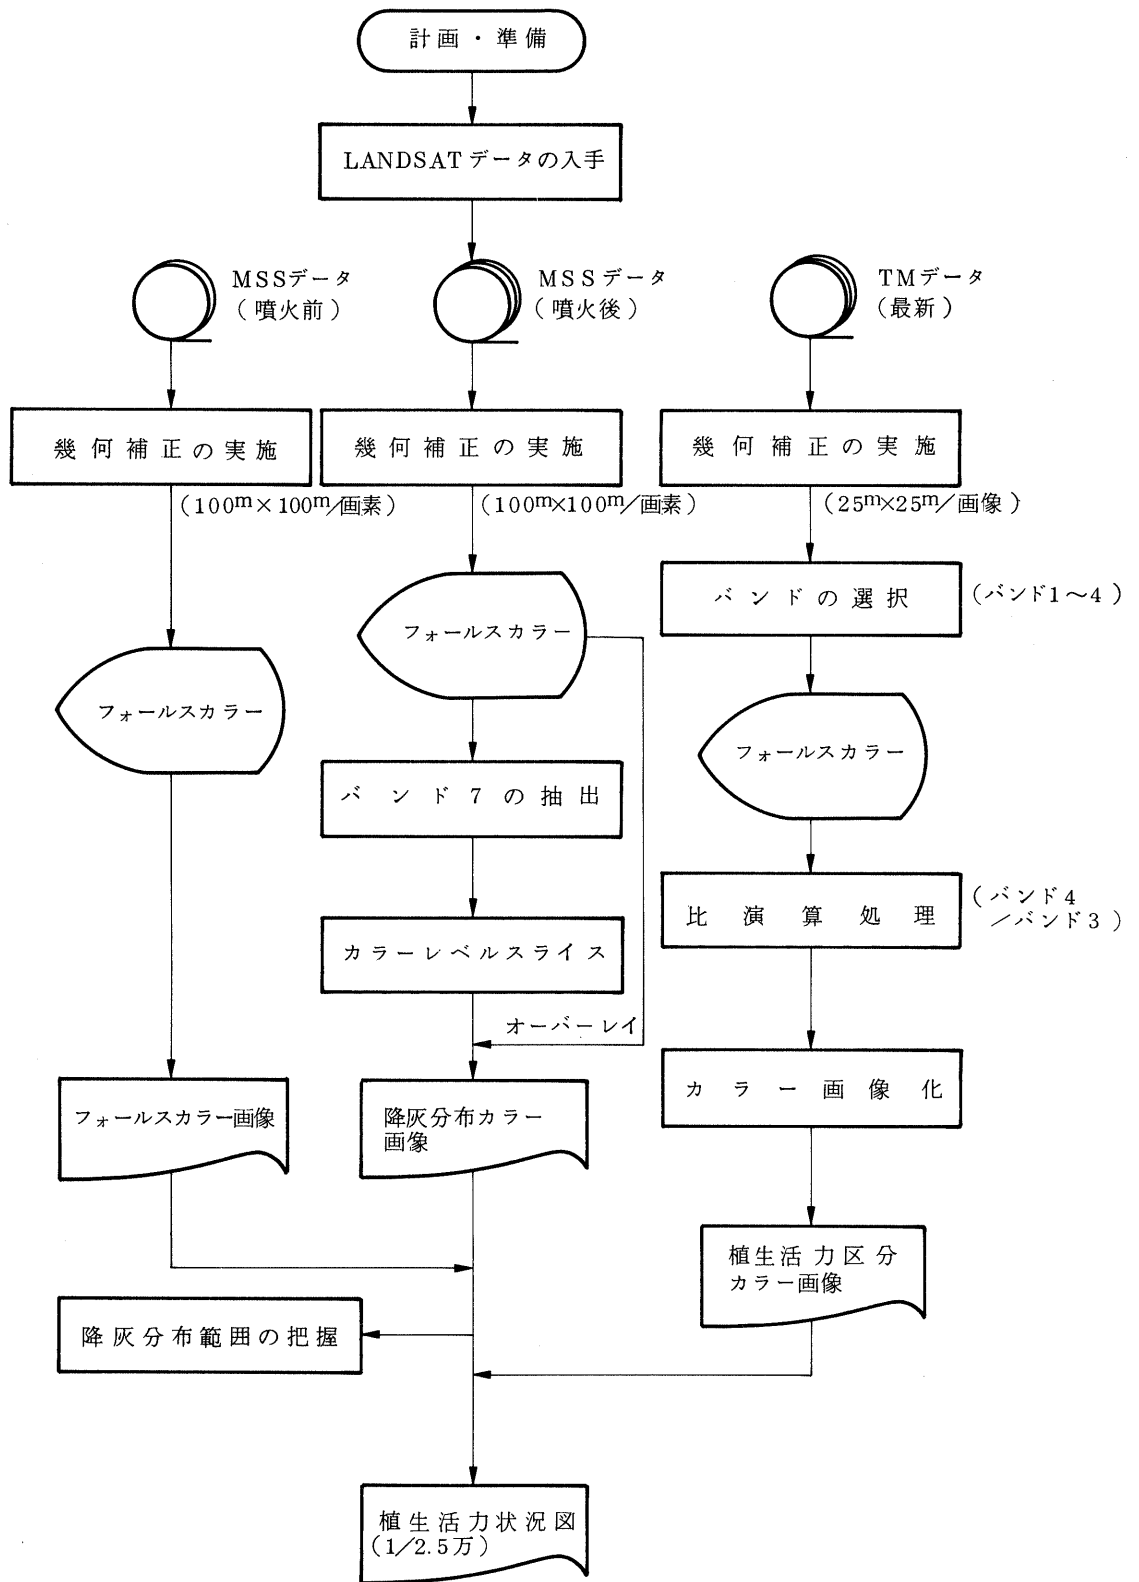 計画・準備
LANDSATデータの入手
MSSデータ
(噴火前)
MSSデータ
(噴火後)
TMデータ
(最新)
幾何補正の実施
幾何補正の実施
幾何補正の実施
(100m×100m/画素)
(100m×100m/画素)
(25m×25m/画像)
バンドの選択
(バンド1〜4)
フォールスカラー
フォールスカラー
フォールスカラー
バンド7の抽出
比演算処理
(バンド4
/バンド3)
カラーレベルスライス
オーバーレイ
カラー画像化
フォールスカラー画像
降灰分布カラー
画像
植生活力区分
カラー画像
降灰分布範囲の把握
植生活力状況図
(1/2.5万)